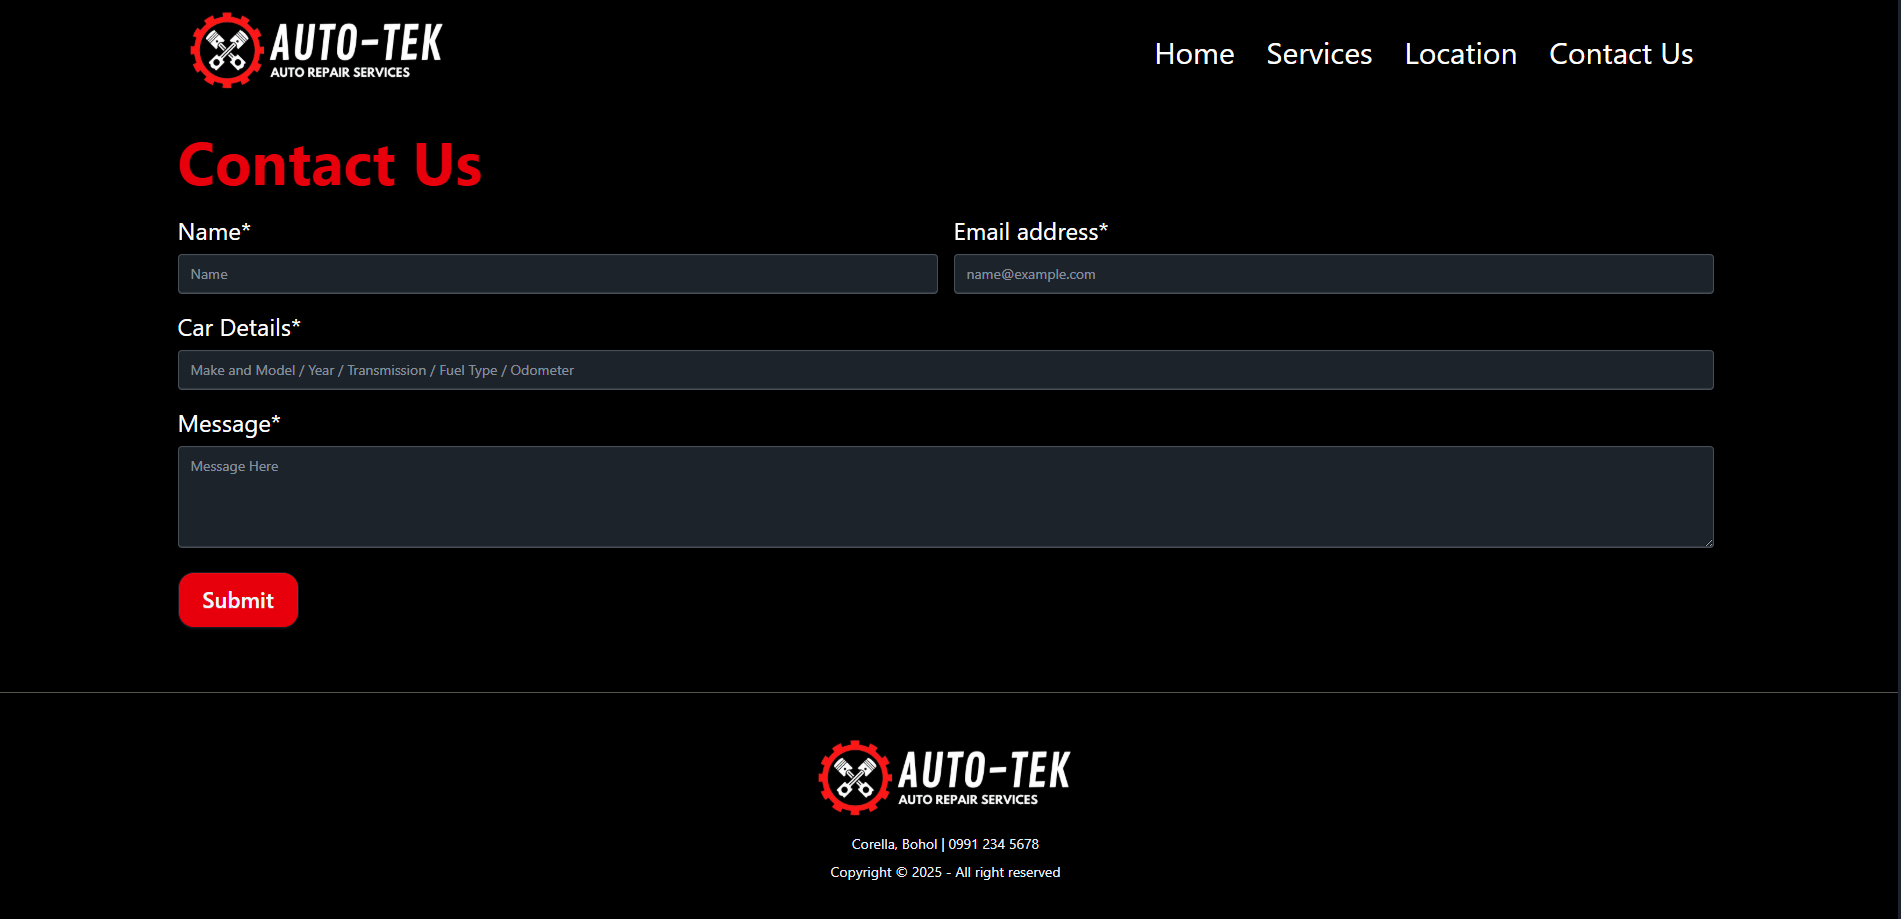 AUTO-TEK
AUTO REPAIR SERVICES
Home Services Location Contact Us
Contact Us
Name* Email address*
Name name@example.com
Car Details*
Make and Model / Year / Transmission / Fuel Type / Odometer
Message*
Message Here
Submit
AUTO-TEK
AUTO REPAIR SERVICES
Corella, Bohol | 0991 234 5678
Copyright © 2025 - All right reserved